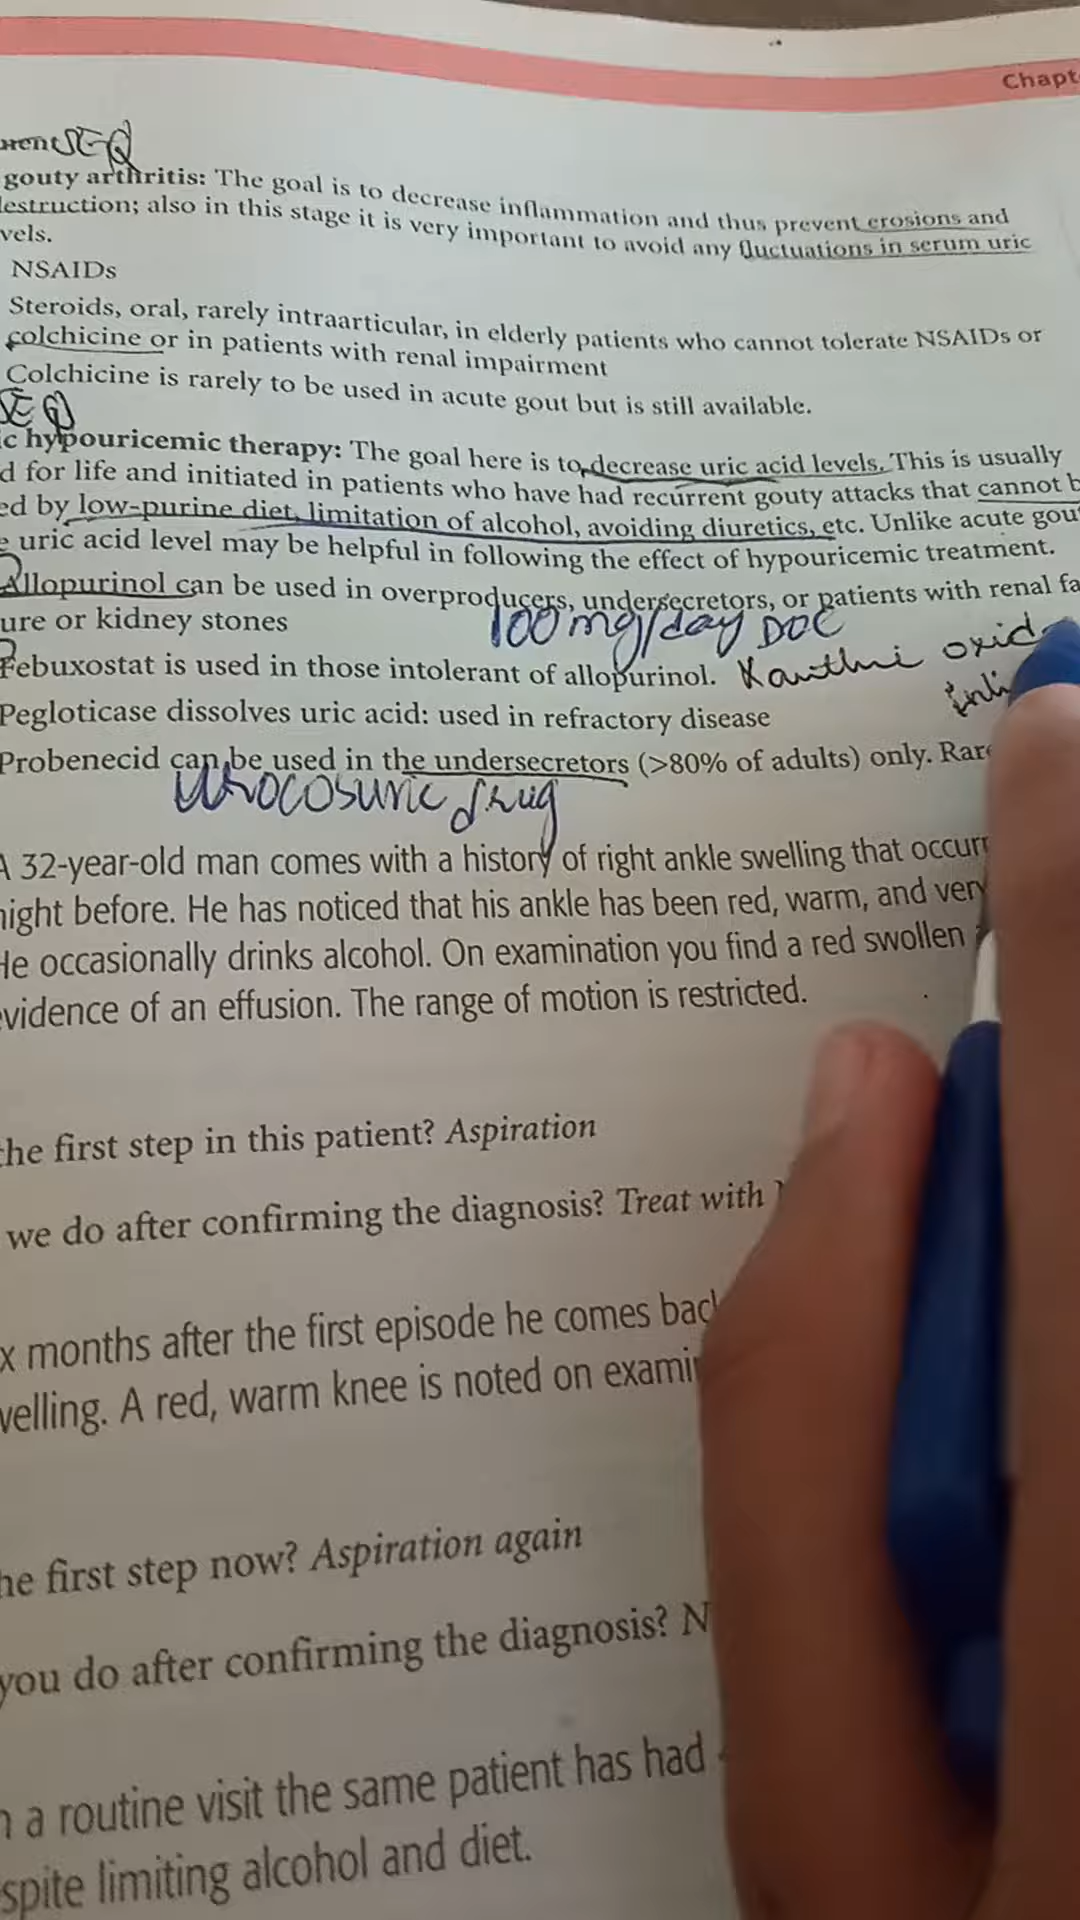 Chapt
SEQ
gouty arthritis: The goal is to decrease inflammation and thus prevent erosions and
destruction; also in this stage it is very important to avoid any fluctuations in serum uric
vels.
NSAIDs
Steroids, oral, rarely intraarticular, in elderly patients who cannot tolerate NSAIDs or
colchicine or in patients with renal impairment
Colchicine is rarely to be used in acute gout but is still available.
SEQ
ic hypouricemic therapy: The goal here is to decrease uric acid levels. This is usually
d for life and initiated in patients who have had recurrent gouty attacks that cannot b
ed by low-purine diet, limitation of alcohol, avoiding diuretics, etc. Unlike acute gou
e uric acid level may be helpful in following the effect of hypouricemic treatment.
Allopurinol can be used in overproducers, undersecretors, or patients with renal fa
ure or kidney stones
100 mg/day DOC
Febuxostat is used in those intolerant of allopurinol. Xanthine oxid
Pegloticase dissolves uric acid: used in refractory disease
Probenecid can be used in the undersecretors (>80% of adults) only. Rare
Urocosuric drug
A 32-year-old man comes with a history of right ankle swelling that occurr
night before. He has noticed that his ankle has been red, warm, and very
He occasionally drinks alcohol. On examination you find a red swollen
evidence of an effusion. The range of motion is restricted.
the first step in this patient? Aspiration
we do after confirming the diagnosis? Treat with
x months after the first episode he comes back
welling. A red, warm knee is noted on exami
he first step now? Aspiration again
you do after confirming the diagnosis? N
n a routine visit the same patient has had
spite limiting alcohol and diet.